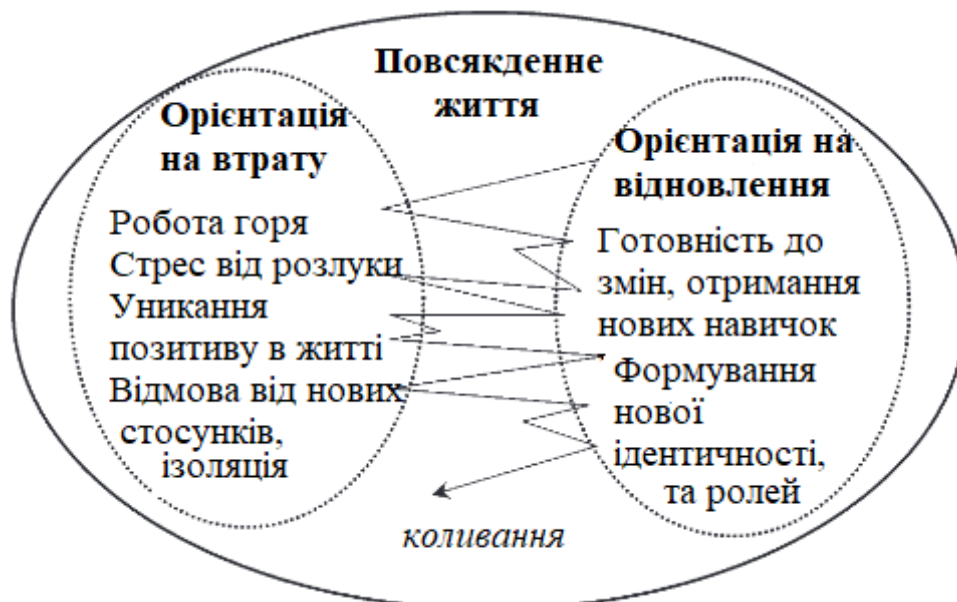 Повсякденне
життя
Орієнтація
на втрату
Робота горя
Стрес від розлуки
Уникання
позитиву в житті
Відмова від нових
стосунків,
ізоляція
Орієнтація на
відновлення
Готовність до
змін, отримання
нових навичок
Формування
нової
ідентичності,
та ролей
коливання